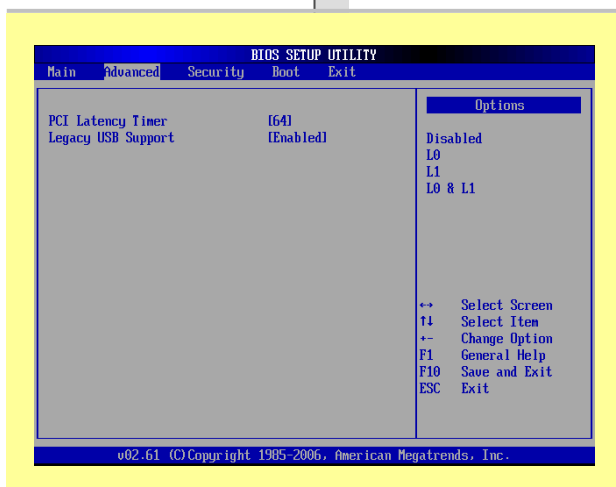 BIOS SETUP UTILITY
Main Advanced Security Boot Exit
PCI Latency Timer [64]
Legacy USB Support [Enabled]
Options
Disabled
L0
L1
L0 & L1
↔ Select Screen
↑↓ Select Item
+- Change Option
F1 General Help
F10 Save and Exit
ESC Exit
v02.61 (C)Copyright 1985-2006, American Megatrends, Inc.